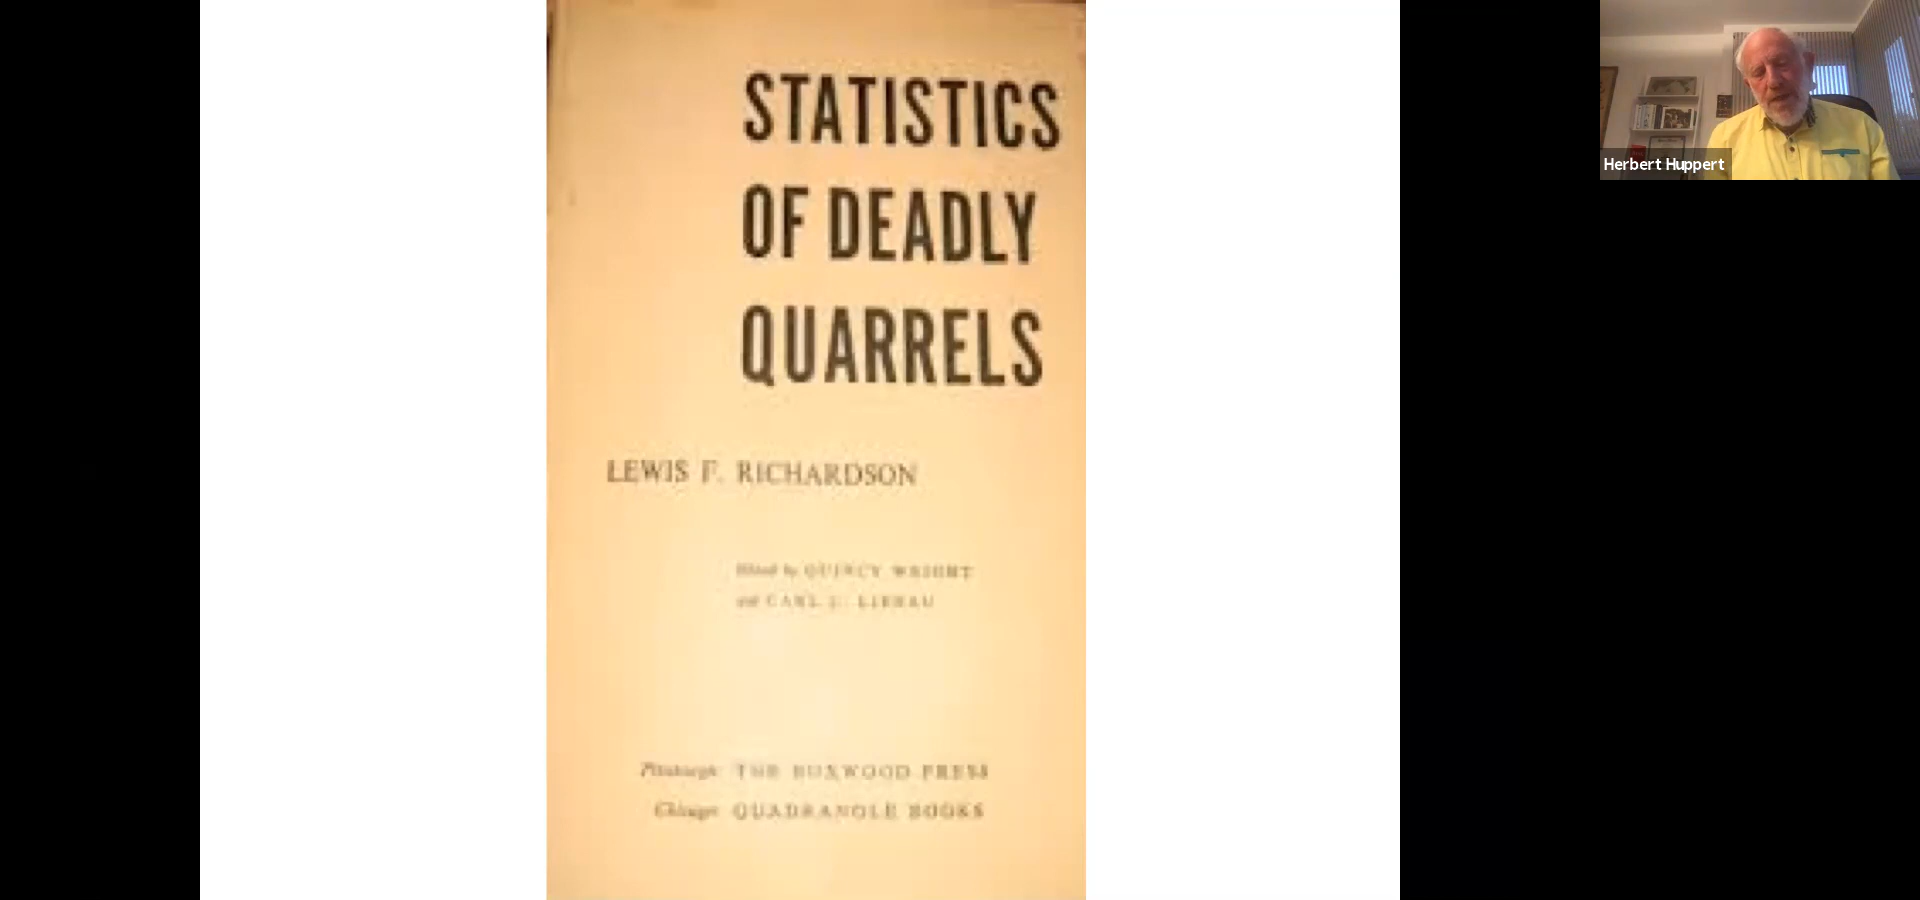 STATISTICS
OF DEADLY
QUARRELS
LEWIS F. RICHARDSON
Edited by QUINCY WRIGHT
and CARL C. LIENAU
Pittsburgh: THE BOXWOOD PRESS
Chicago: QUADRANGLE BOOKS
Herbert Huppert